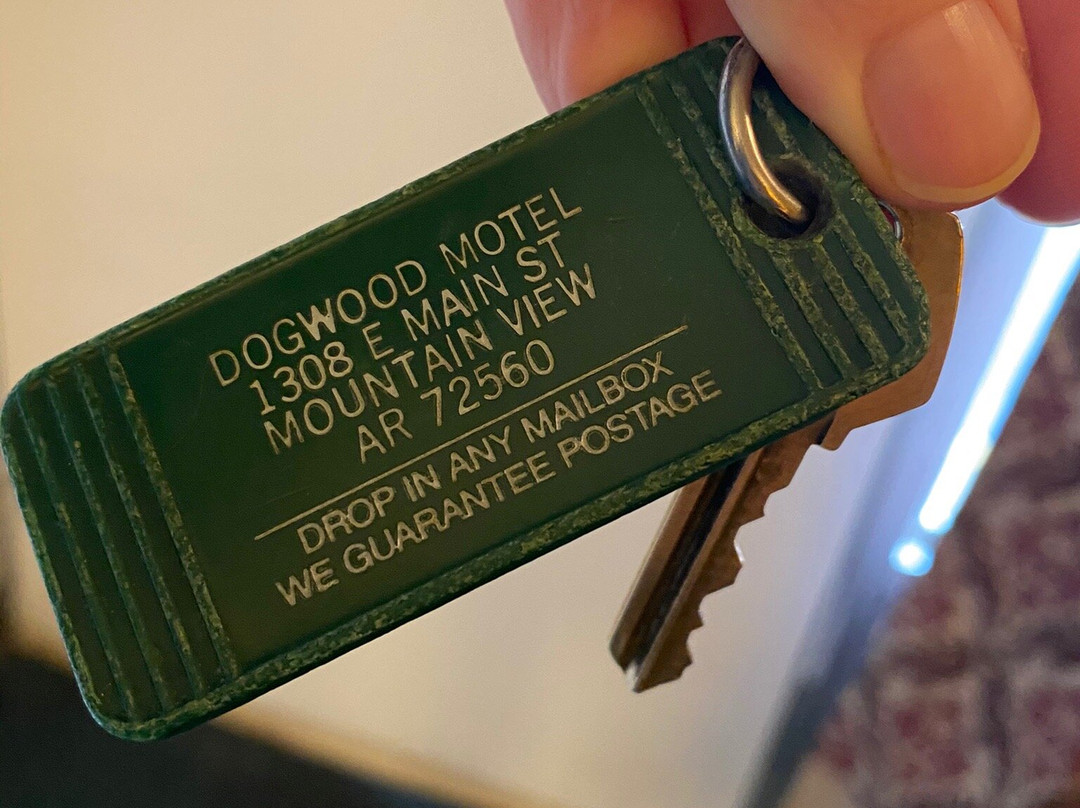 DOGWOOD MOTEL
1308 E MAIN ST
MOUNTAIN VIEW
AR 72560
DROP IN ANY MAILBOX
WE GUARANTEE POSTAGE